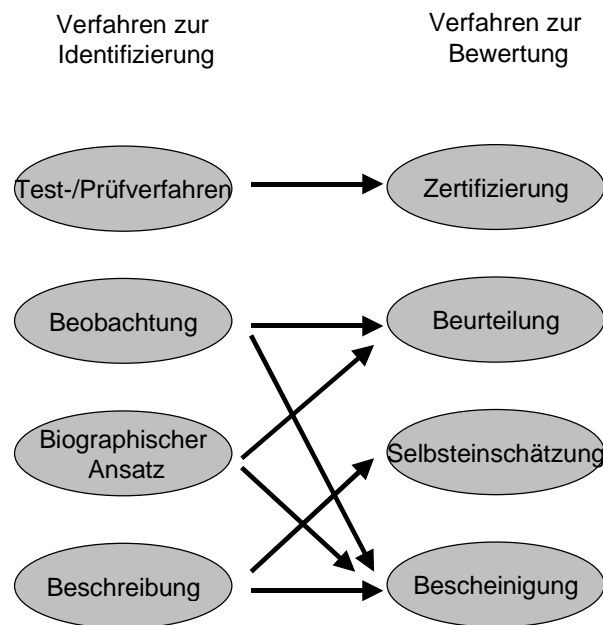 Verfahren zur
Identifizierung
Verfahren zur
Bewertung
Test-/Prüfverfahren
Zertifizierung
Beobachtung
Beurteilung
Biographischer
Ansatz
Selbsteinschätzung
Beschreibung
Bescheinigung